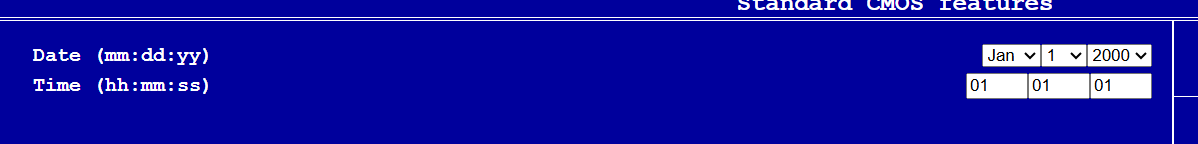 Standard CMOS features
Date (mm:dd:yy) Jan 1 2000
Time (hh:mm:ss) 01 01 01